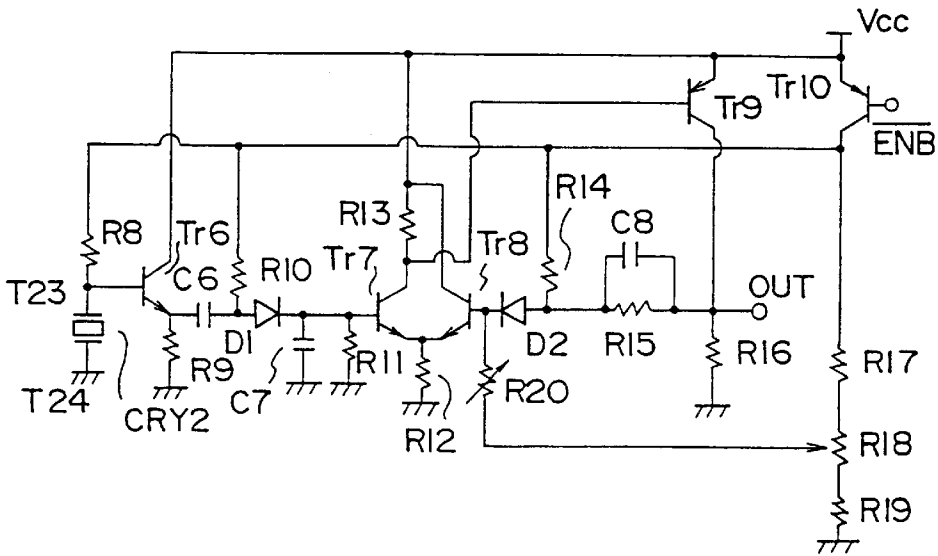 Vcc
Tr10
Tr9
ENB
R14
C8
R13
R8
Tr6
Tr7
Tr8
C6
R10
T23
OUT
D1
D2
R15
R16
R9
R11
R17
C7
R20
T24
CRY2
R12
R18
R19